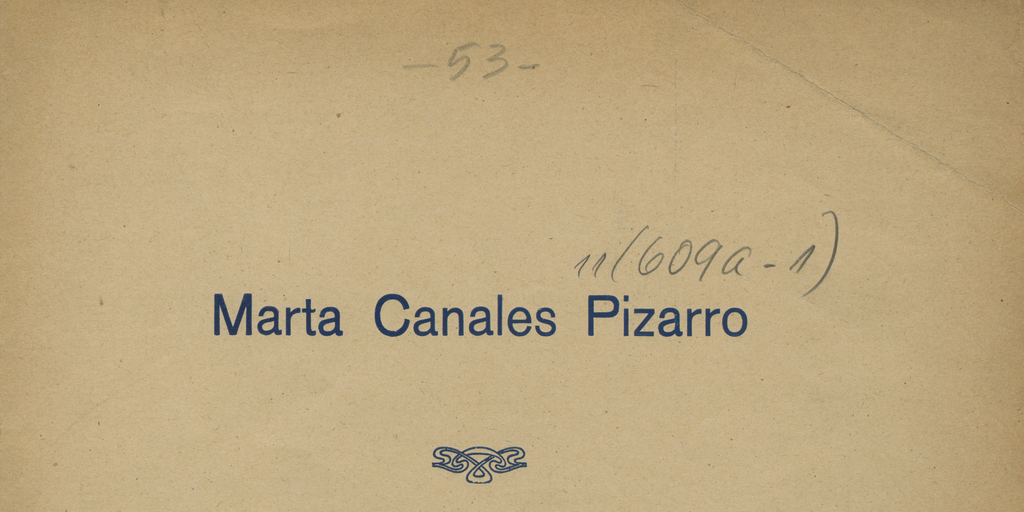 -53-
11(609a-1)
Marta Canales Pizarro